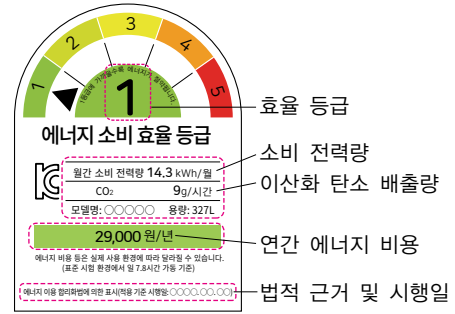 1 2 3 4 5
1등급에 가까울수록 에너지가 절약됩니다.
1
효율 등급
에너지 소비 효율 등급
소비 전력량
월간 소비 전력량 14.3 kWh/월
이산화 탄소 배출량
CO₂ 9g/시간
모델명: ○○○○○ 용량: 327L
29,000 원/년
연간 에너지 비용
에너지 비용 등은 실제 사용 환경에 따라 달라질 수 있습니다.
(표준 시험 환경에서 일 7.8시간 가동 기준)
에너지 이용 합리화법에 의한 표시(적용 기준 시행일:○○○○.○○.○○)
법적 근거 및 시행일